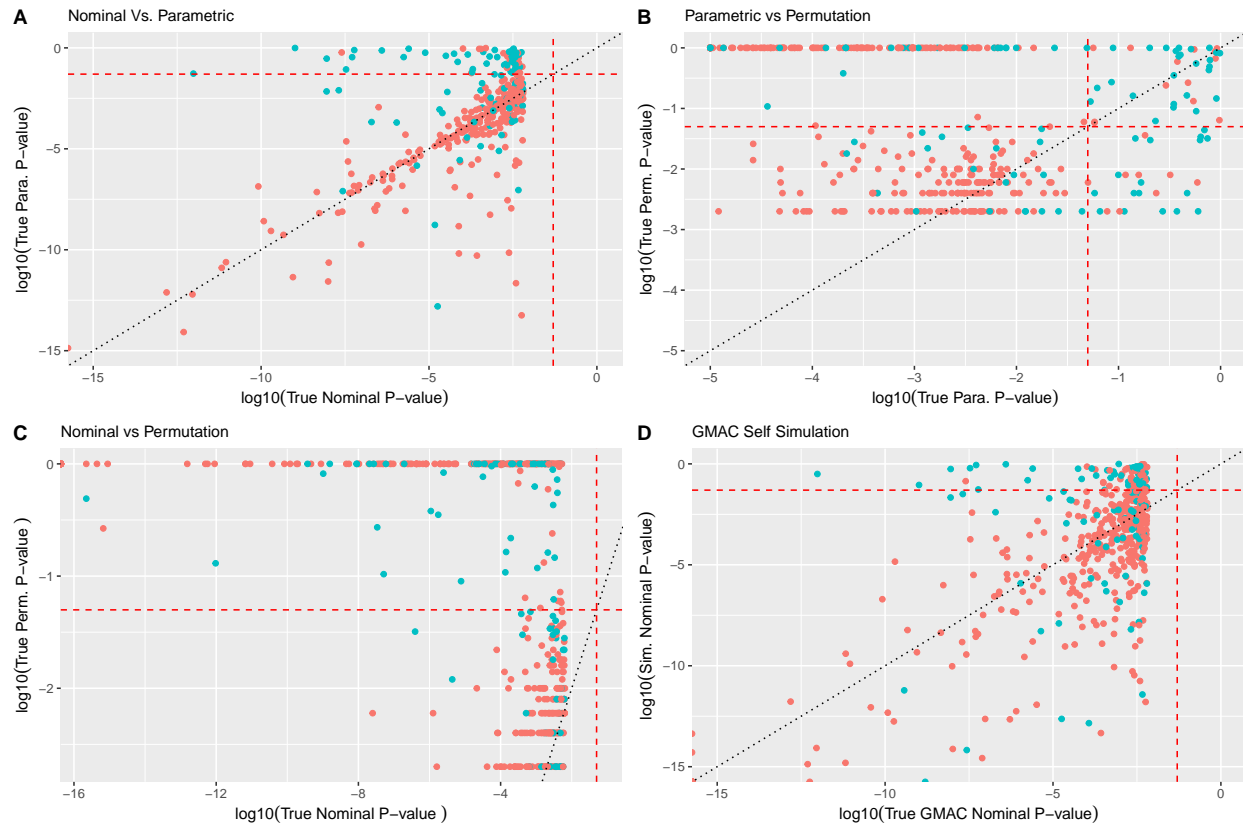 A
Nominal Vs. Parametric
0
−5
−10
−15
log10(True Para. P−value)
−15
−10
−5
0
log10(True Nominal P−value)
B
Parametric vs Permutation
0
−1
−2
−3
−4
−5
log10(True Perm. P−value)
−5
−4
−3
−2
−1
0
log10(True Para. P−value)
C
Nominal vs Permutation
0
−1
−2
log10(True Perm. P−value )
−16
−12
−8
−4
log10(True Nominal P−value )
D
GMAC Self Simulation
0
−5
−10
−15
log10(Sim. Nominal P−value)
−15
−10
−5
0
log10(True GMAC Nominal P−value)